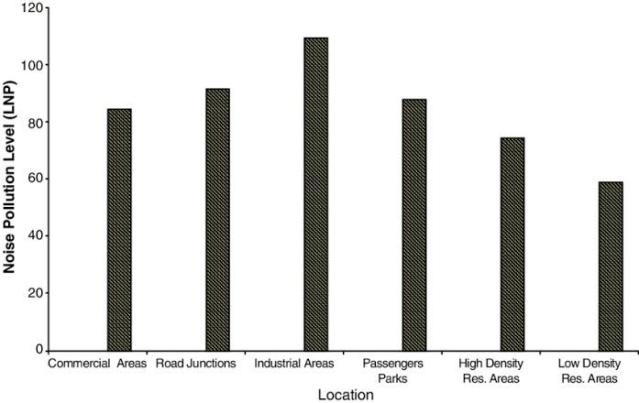 120
100
80
60
40
20
0
Noise Pollution Level (LNP)
Commercial Areas Road Junctions Industrial Areas Passengers High Density Low Density
Parks Res. Areas Res. Areas
Location